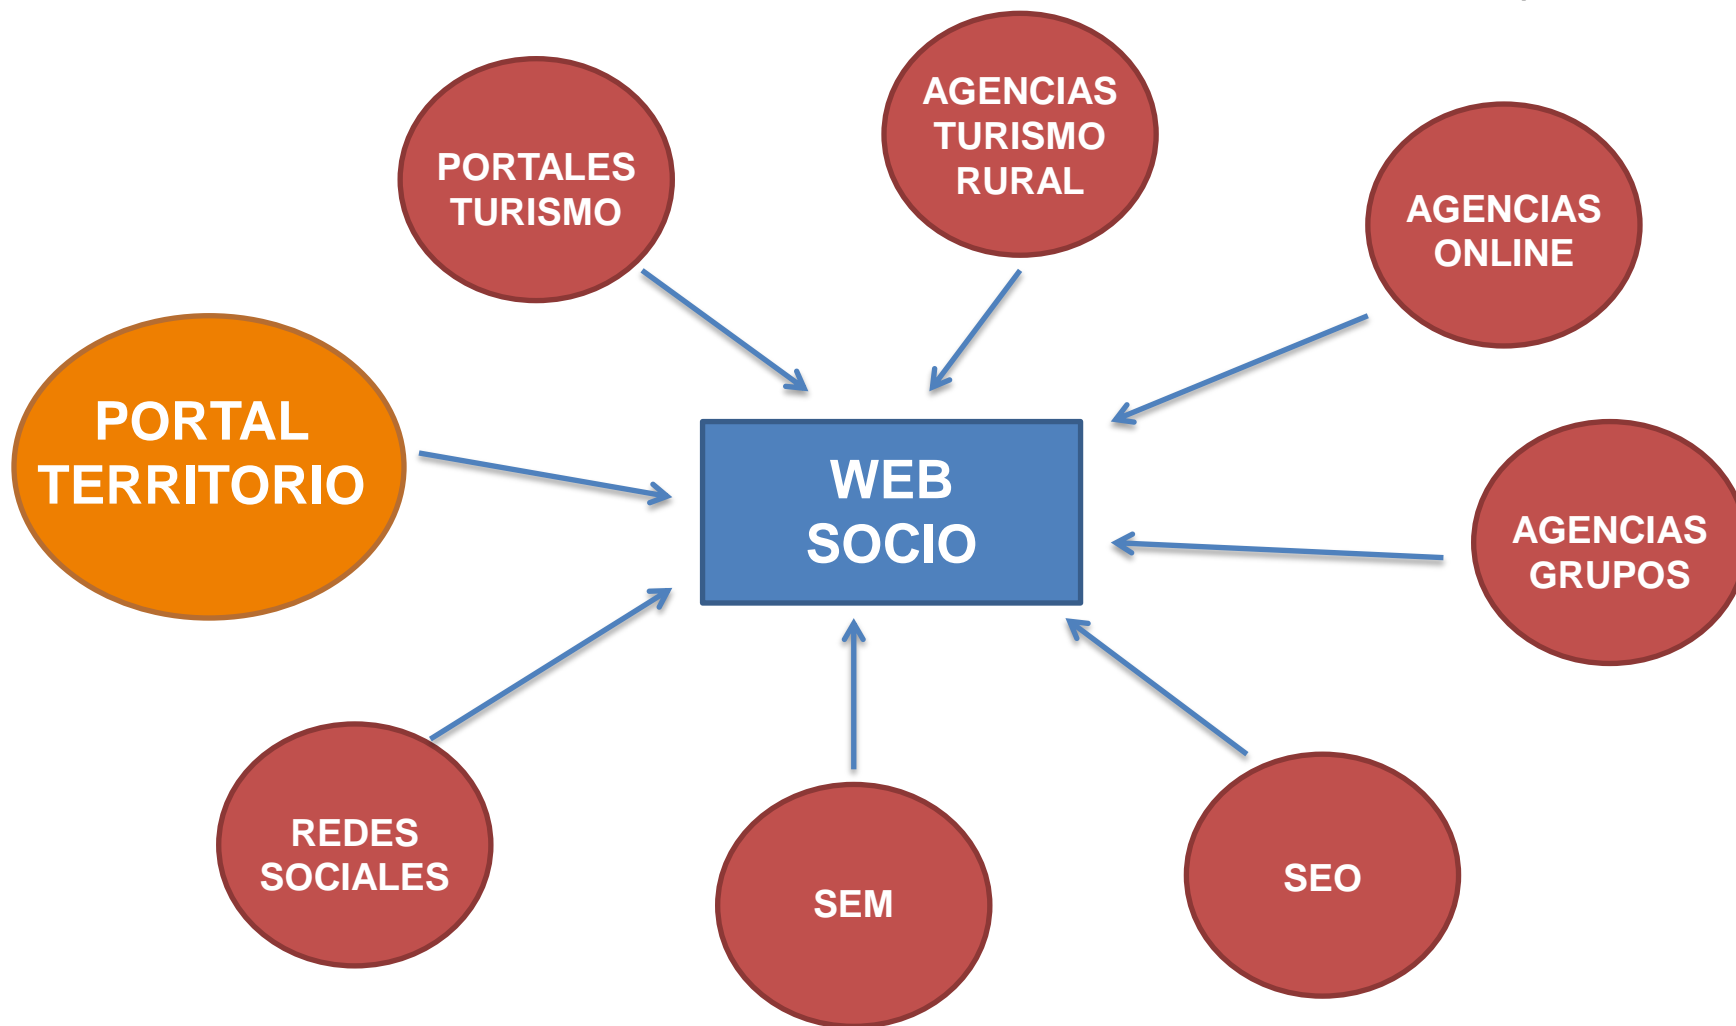 AGENCIAS
TURISMO
RURAL
PORTALES
TURISMO
AGENCIAS
ONLINE
PORTAL
TERRITORIO
WEB
SOCIO
AGENCIAS
GRUPOS
REDES
SOCIALES
SEM
SEO